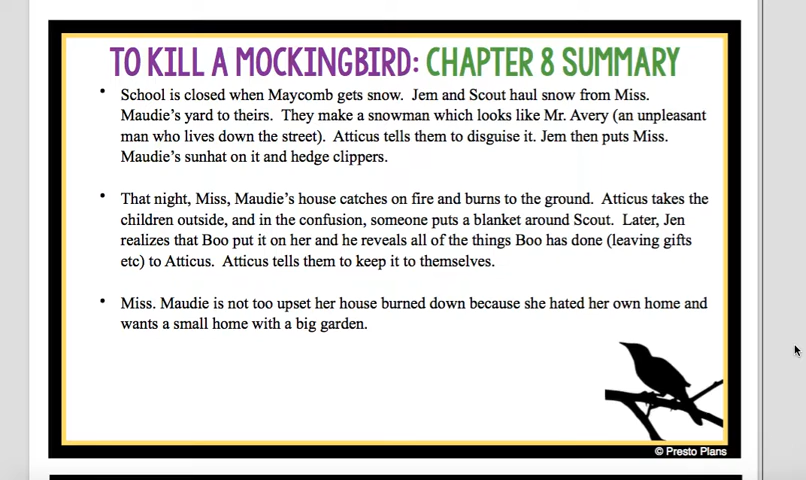 TO KILL A MOCKINGBIRD: CHAPTER 8 SUMMARY
• School is closed when Maycomb gets snow. Jem and Scout haul snow from Miss.
Maudie's yard to theirs. They make a snowman which looks like Mr. Avery (an unpleasant
man who lives down the street). Atticus tells them to disguise it. Jem then puts Miss.
Maudie's sunhat on it and hedge clippers.
• That night, Miss, Maudie's house catches on fire and burns to the ground. Atticus takes the
children outside, and in the confusion, someone puts a blanket around Scout. Later, Jen
realizes that Boo put it on her and he reveals all of the things Boo has done (leaving gifts
etc) to Atticus. Atticus tells them to keep it to themselves.
• Miss. Maudie is not too upset her house burned down because she hated her own home and
wants a small home with a big garden.
© Presto Plans